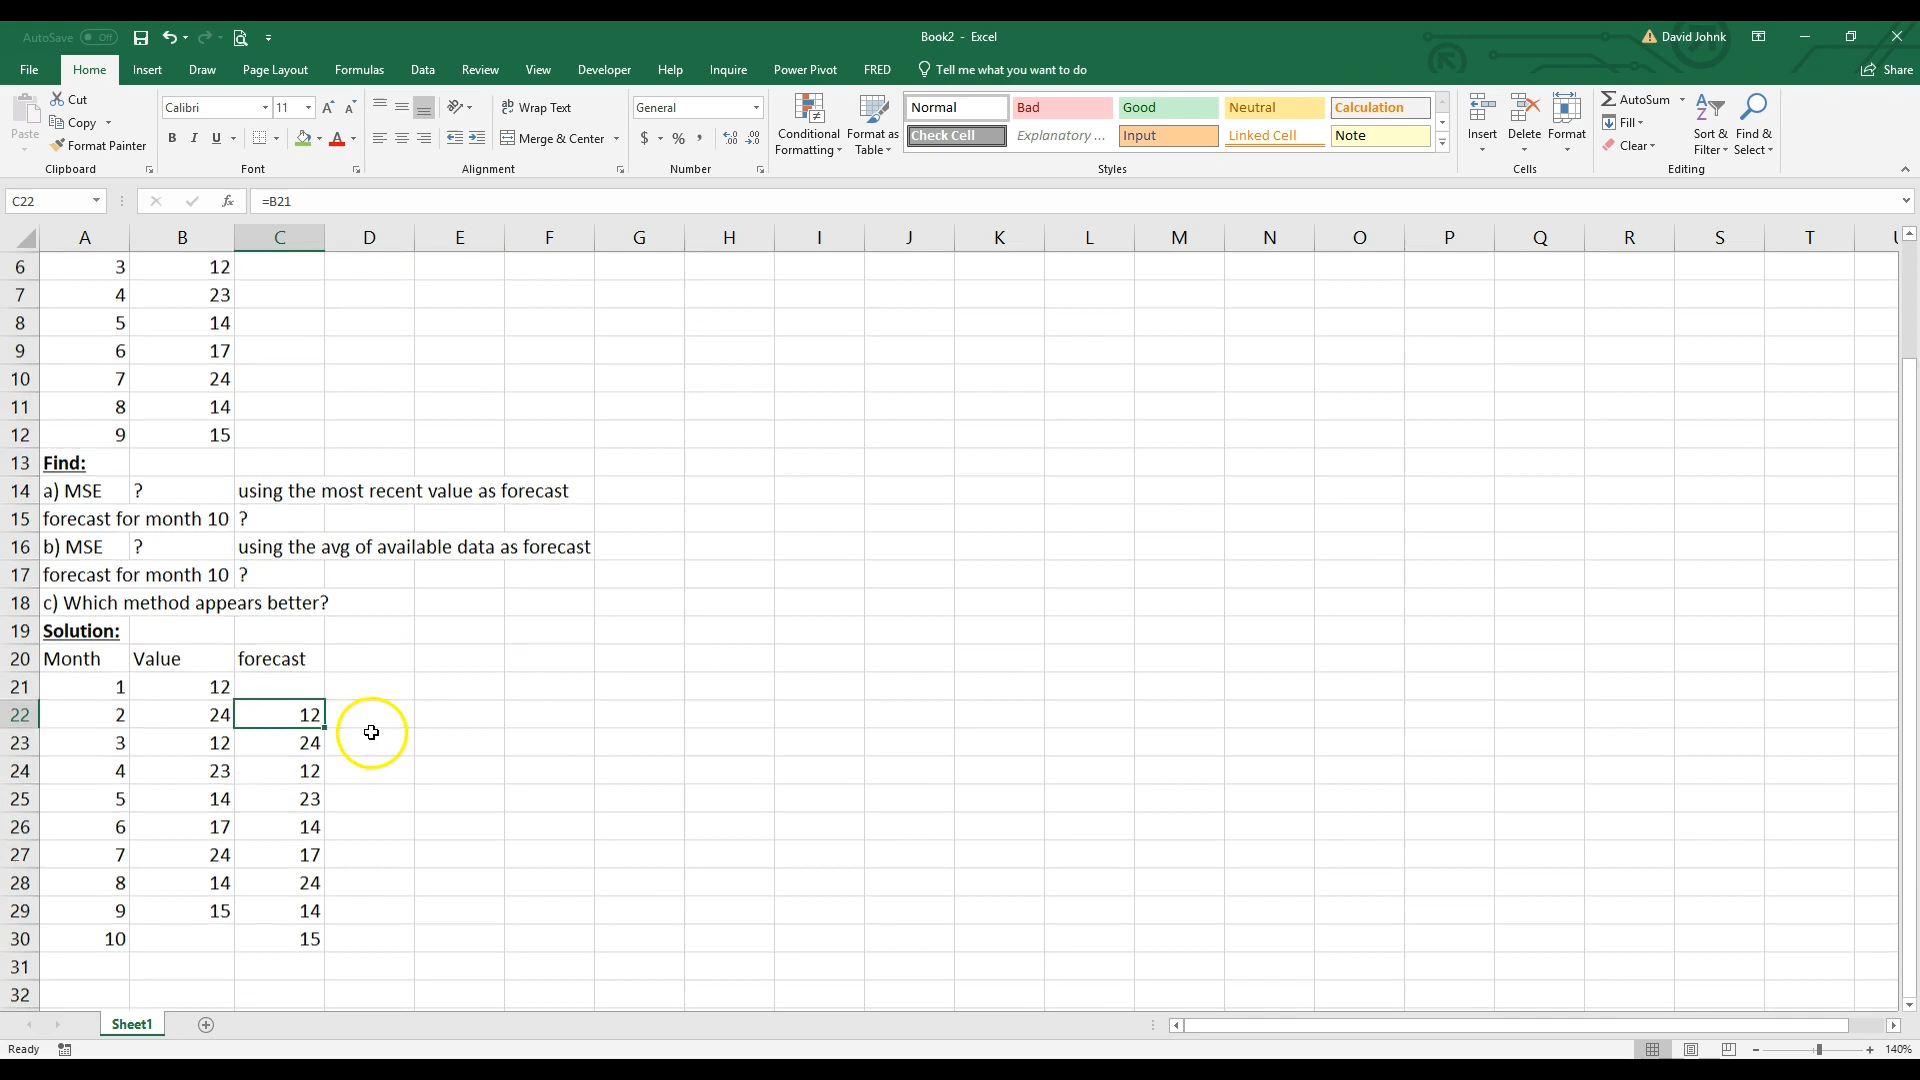 AutoSave Off
Book2 - Excel
David Johnk
File Home Insert Draw Page Layout Formulas Data Review View Developer Help Inquire Power Pivot FRED Tell me what you want to do Share
Paste
Cut
Copy
Format Painter
Clipboard
Calibri 11
B I U
Font
Wrap Text
Merge & Center
Alignment
General
$ % ,
Number
Conditional Formatting
Format as Table
Normal Bad Good Neutral Calculation
Check Cell Explanatory ... Input Linked Cell Note
Styles
Insert Delete Format
Cells
AutoSum
Fill
Clear
Sort & Filter
Find & Select
Editing
C22 fx =B21
A B C D E F G H I J K L M N O P Q R S T
6 3 12
7 4 23
8 5 14
9 6 17
10 7 24
11 8 14
12 9 15
13 Find:
14 a) MSE ? using the most recent value as forecast
15 forecast for month 10 ?
16 b) MSE ? using the avg of available data as forecast
17 forecast for month 10 ?
18 c) Which method appears better?
19 Solution:
20 Month Value forecast
21 1 12
22 2 24 12
23 3 12 24
24 4 23 12
25 5 14 23
26 6 17 14
27 7 24 17
28 8 14 24
29 9 15 14
30 10 15
31
32
Sheet1
Ready
140%